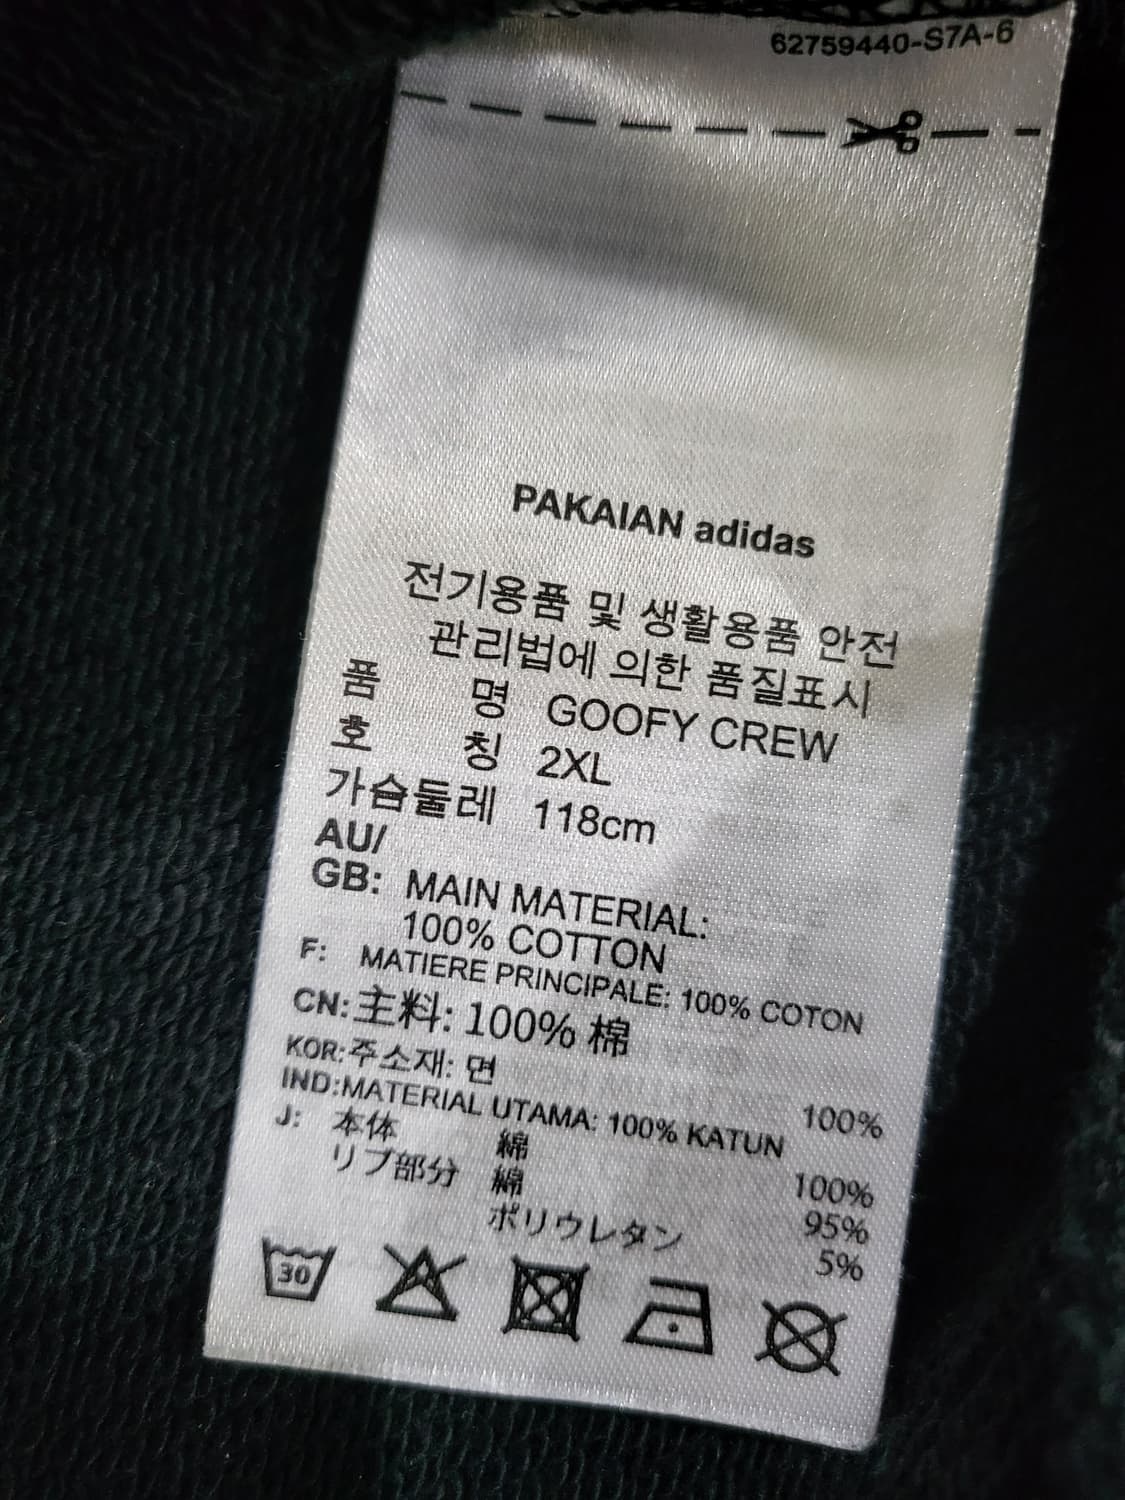 62759440-S7A-6
PAKAIAN adidas
전기용품 및 생활용품 안전
관리법에 의한 품질표시
품 명 GOOFY CREW
호 칭 2XL
가슴둘레 118cm
AU/
GB: MAIN MATERIAL:
100% COTTON
F: MATIERE PRINCIPALE: 100% COTON
CN: 主料: 100% 棉
KOR: 주소재: 면 100%
IND: MATERIAL UTAMA: 100% KATUN
J: 本体 綿 100%
リブ部分 綿 95%
ポリウレタン 5%
30